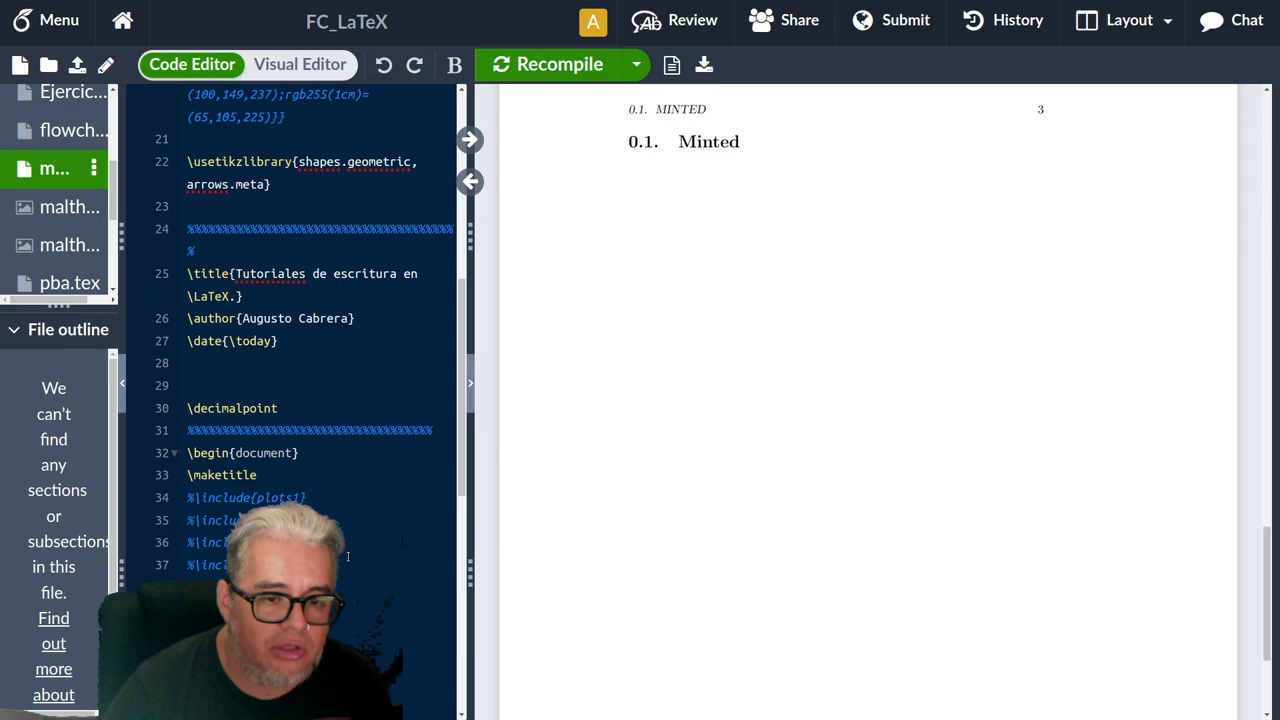 Menu
FC_LaTeX
A
Review
Share
Submit
History
Layout
Chat
Code Editor
Visual Editor
B
Recompile
Ejercic...
flowch...
m...
malth...
malth...
pba.tex
File outline
We
can't
find
any
sections
or
subsections
in this
file.
Find
out
more
about
(100,149,237);rgb255(1cm)=
(65,105,225)}}
21
22 \usetikzlibrary{shapes.geometric,
arrows.meta}
23
24 %%%%%%%%%%%%%%%%%%%%%%%%%%%%%%%%%%%%%%
%
25 \title{Tutoriales de escritura en
\LaTeX.}
26 \author{Augusto Cabrera}
27 \date{\today}
28
29
30 \decimalpoint
31 %%%%%%%%%%%%%%%%%%%%%%%%%%%%%%%%%%%
32 \begin{document}
33 \maketitle
34 %\include{plots1}
35 %\inclu
36 %\incl
37 %\incl
0.1. MINTED 3
0.1. Minted